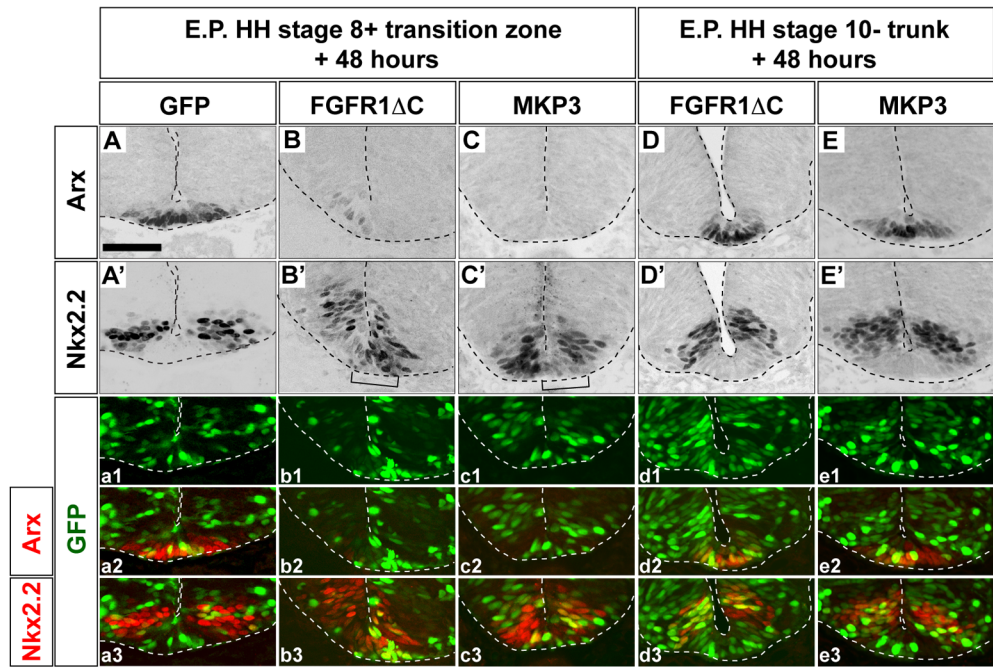 E.P. HH stage 8+ transition zone
+ 48 hours
E.P. HH stage 10- trunk
+ 48 hours
GFP
FGFR1ΔC
MKP3
FGFR1ΔC
MKP3
Arx
A
B
C
D
E
Nkx2.2
A'
B'
C'
D'
E'
GFP
a1
b1
c1
d1
e1
Arx
a2
b2
c2
d2
e2
Nkx2.2
a3
b3
c3
d3
e3